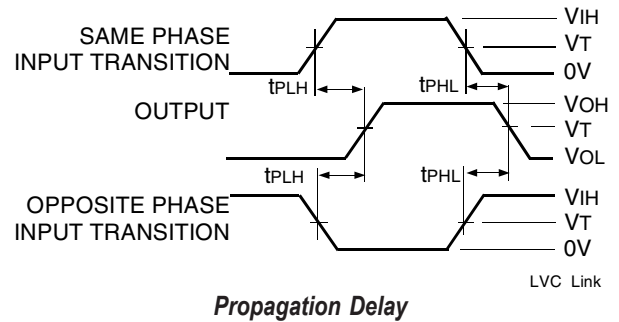 SAME PHASE
INPUT TRANSITION
VIH
VT
0V
tPLH
tPHL
OUTPUT
VOH
VT
VOL
tPLH
tPHL
OPPOSITE PHASE
INPUT TRANSITION
VIH
VT
0V
LVC Link
Propagation Delay